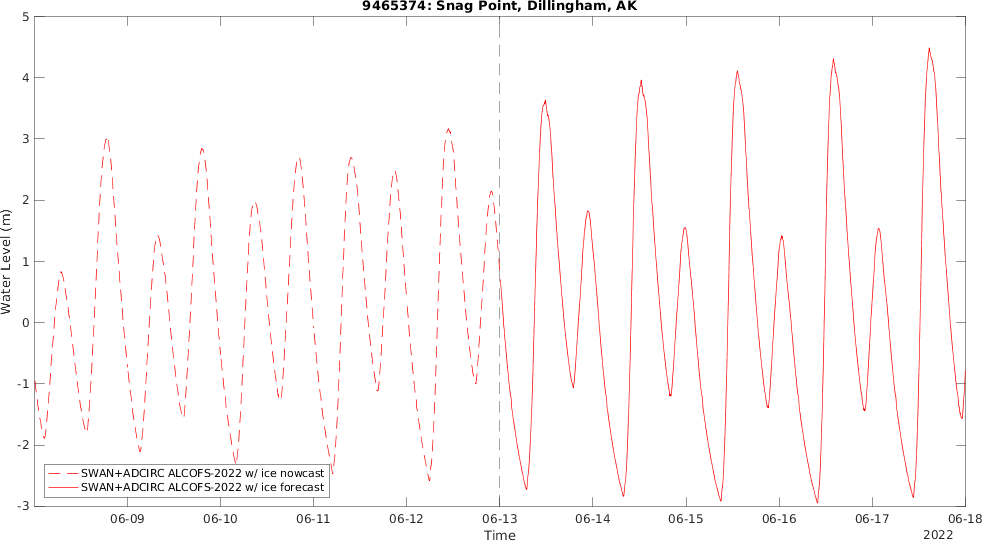 9465374: Snag Point, Dillingham, AK
Water Level (m)
5
4
3
2
1
0
-1
-2
-3
SWAN+ADCIRC ALCOFS-2022 w/ ice nowcast
SWAN+ADCIRC ALCOFS-2022 w/ ice forecast
06-09 06-10 06-11 06-12 06-13 06-14 06-15 06-16 06-17 06-18
Time
2022